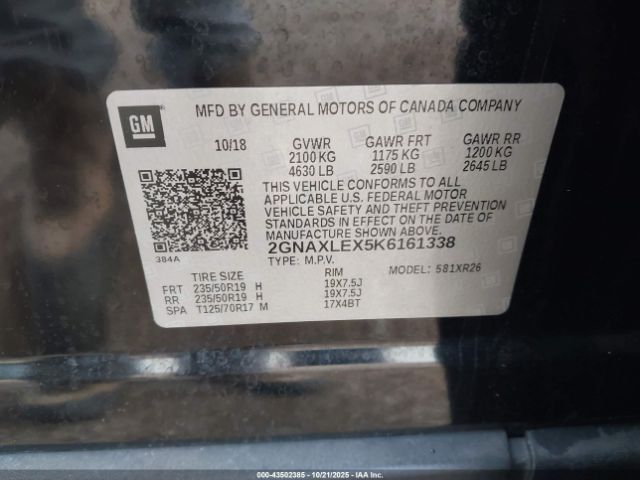 GM
MFD BY GENERAL MOTORS OF CANADA COMPANY
10/18 GVWR GAWR FRT GAWR RR
2100 KG 1175 KG 1200 KG
4630 LB 2590 LB 2645 LB
THIS VEHICLE CONFORMS TO ALL
APPLICABLE U.S. FEDERAL MOTOR
VEHICLE SAFETY AND THEFT PREVENTION
STANDARDS IN EFFECT ON THE DATE OF
MANUFACTURE SHOWN ABOVE.
2GNAXLEX5K6161338
384A
TYPE: M.P.V. MODEL: 581XR26
TIRE SIZE RIM
FRT 235/50R19 H 19X7.5J
RR 235/50R19 H 19X7.5J
SPA T125/70R17 M 17X4BT
00-43502385 | 10/21/2025 | IAA, Inc.